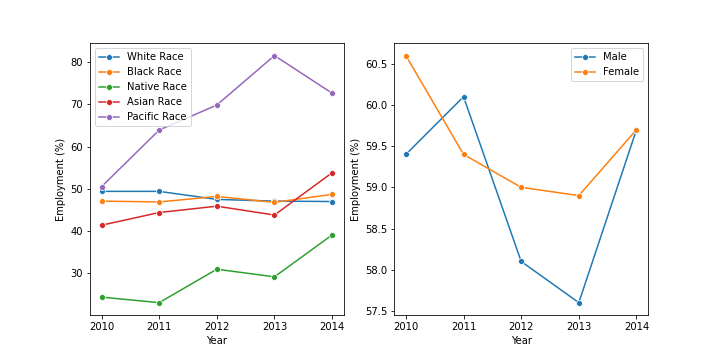 White Race
Black Race
Native Race
Asian Race
Pacific Race
80
70
60
50
40
30
Employment (%)
2010 2011 2012 2013 2014
Year
Male
Female
60.5
60.0
59.5
59.0
58.5
58.0
57.5
Employment (%)
2010 2011 2012 2013 2014
Year